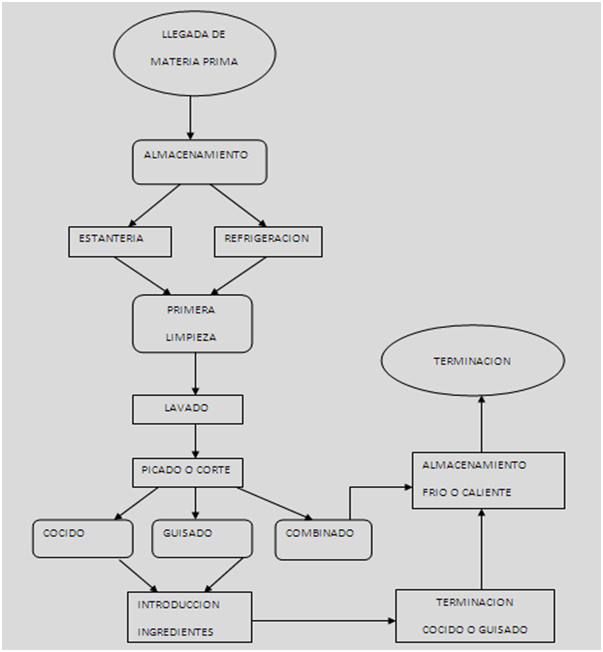 LLEGADA DE
MATERIA PRIMA
ALMACENAMIENTO
ESTANTERIA
REFRIGERACION
PRIMERA
LIMPIEZA
TERMINACION
LAVADO
PICADO O CORTE
ALMACENAMIENTO
FRIO O CALIENTE
COCIDO
GUISADO
COMBINADO
INTRODUCCION
INGREDIENTES
TERMINACION
COCIDO O GUISADO